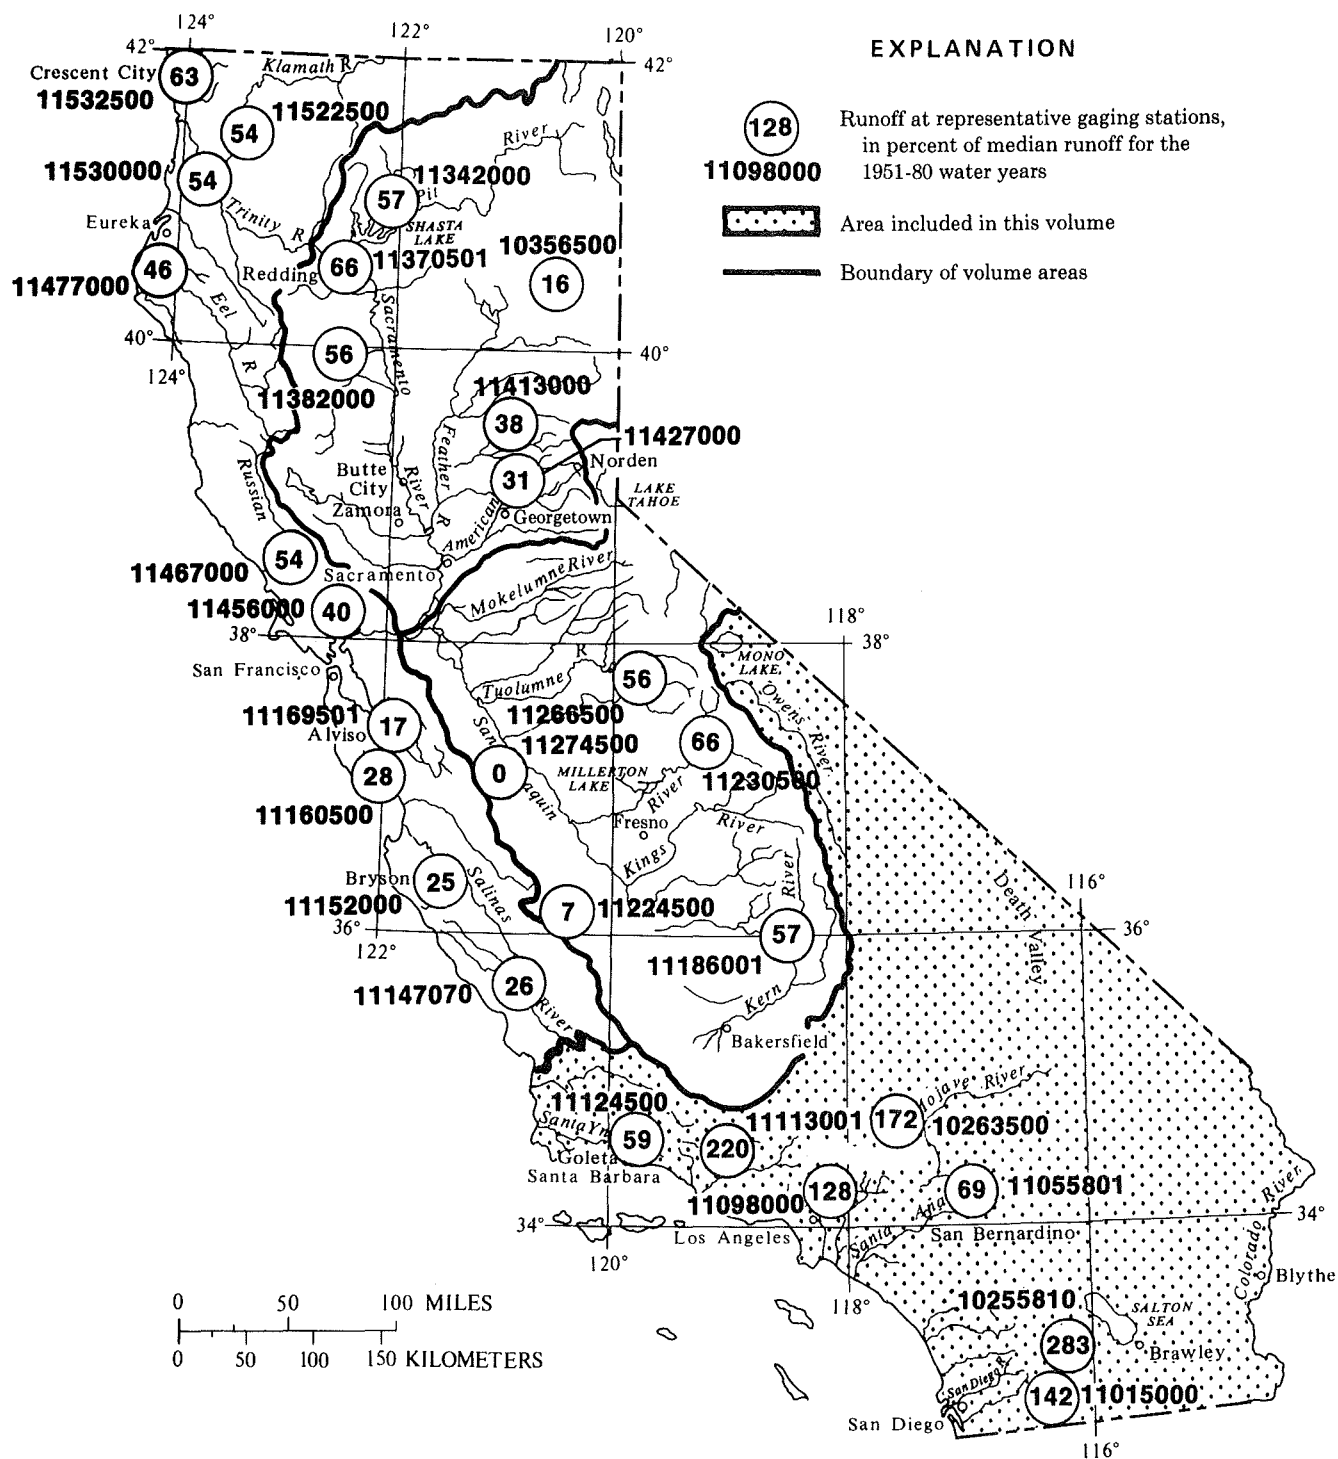 124°
122°
120°
42°
42°
EXPLANATION
Crescent City
63
11532500
Klamath R
11522500
54
128
11098000
Runoff at representative gaging stations,
in percent of median runoff for the
1951-80 water years
River
11530000
54
11342000
57
Pit
Area included in this volume
Eureka
Trinity R
SHASTA
LAKE
10356500
46
11477000
Redding
66
11370501
16
Boundary of volume areas
Eel
R
Sacramento
40°
40°
124°
56
11382000
11413000
38
11427000
Feather
R
Norden
31
Butte
City
River
LAKE
TAHOE
Russian
Zamora
American
Georgetown
54
11467000
Sacramento
Mokelumne River
11456000
40
118°
38°
38°
San Francisco
MONO
LAKE
R
Tuolumne
56
Owens
River
11266500
11169501
17
Alviso
San
11274500
66
28
0
MILLERTON
LAKE
11230500
aquin
River
11160500
Fresno
River
Kings
River
Bryson
25
Salinas
Death Valley
116°
11152000
7
11224500
36°
36°
122°
57
11186001
26
11147070
River
Kern
Bakersfield
11124500
Mojave River
Santa Yn
59
11113001
172
10263500
Goleta
220
Santa Barbara
11098000
128
69
11055801
Ana
River
34°
34°
Los Angeles
Santa
San Bernardino
Colorado
120°
Blythe
118°
0 50 100 MILES
10255810
SALTON
SEA
0 50 100 150 KILOMETERS
283
Brawley
San Diego R
142
11015000
San Diego
116°